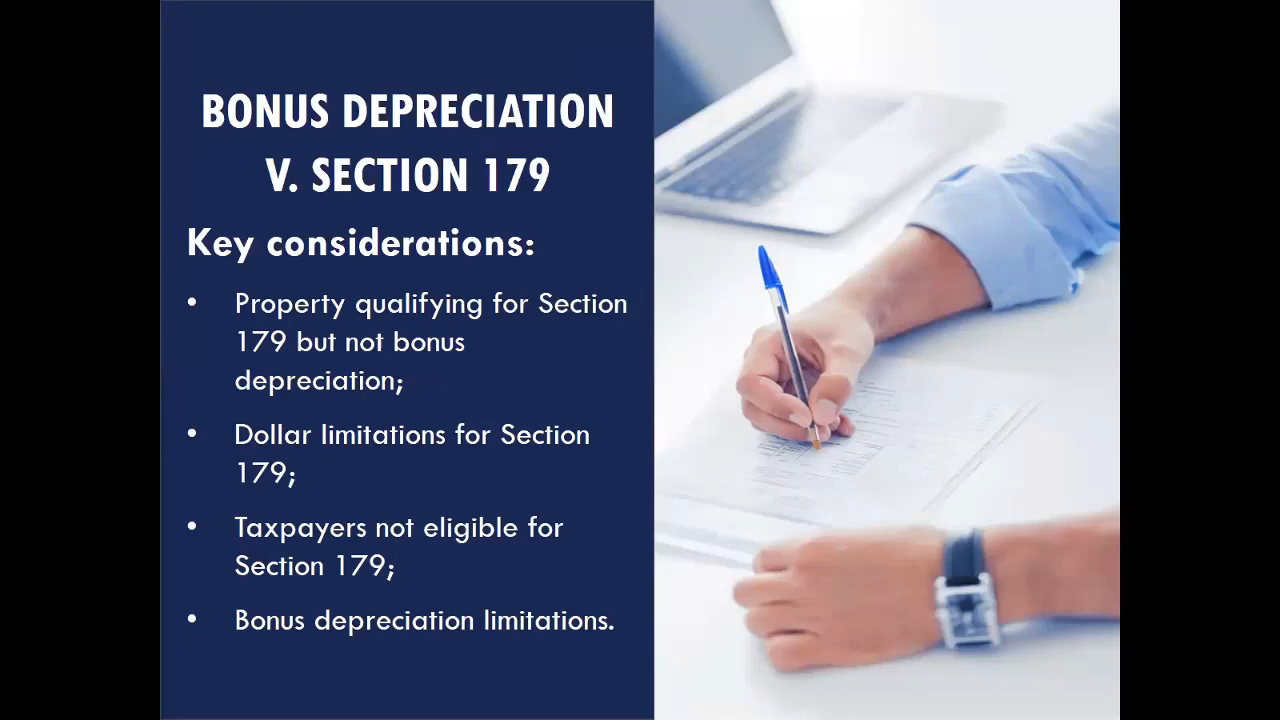 BONUS DEPRECIATION
V. SECTION 179
Key considerations:
• Property qualifying for Section
179 but not bonus
depreciation;
• Dollar limitations for Section
179;
• Taxpayers not eligible for
Section 179;
• Bonus depreciation limitations.